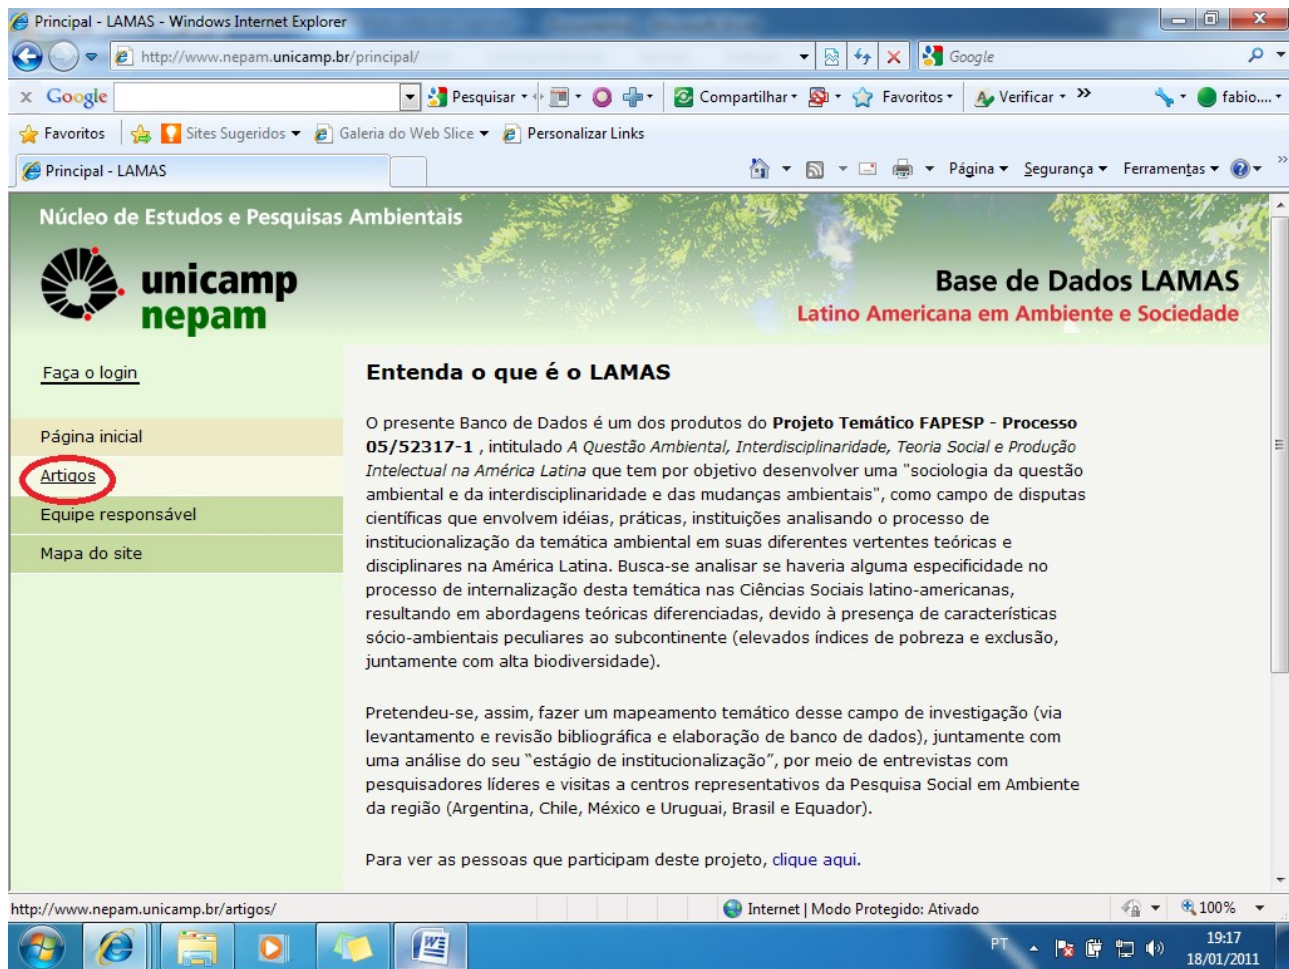 Principal - LAMAS - Windows Internet Explorer
http://www.nepam.unicamp.br/principal/
Google
x Google
Pesquisar
Compartilhar
Favoritos
Verificar
fabio....
Favoritos
Sites Sugeridos
Galeria do Web Slice
Personalizar Links
Principal - LAMAS
Página
Segurança
Ferramentas
Núcleo de Estudos e Pesquisas Ambientais
unicamp
nepam
Base de Dados LAMAS
Latino Americana em Ambiente e Sociedade
Faça o login
Página inicial
Artigos
Equipe responsável
Mapa do site
Entenda o que é o LAMAS
O presente Banco de Dados é um dos produtos do Projeto Temático FAPESP - Processo
05/52317-1 , intitulado A Questão Ambiental, Interdisciplinaridade, Teoria Social e Produção
Intelectual na América Latina que tem por objetivo desenvolver uma "sociologia da questão
ambiental e da interdisciplinaridade e das mudanças ambientais", como campo de disputas
científicas que envolvem idéias, práticas, instituições analisando o processo de
institucionalização da temática ambiental em suas diferentes vertentes teóricas e
disciplinares na América Latina. Busca-se analisar se haveria alguma especificidade no
processo de internalização desta temática nas Ciências Sociais latino-americanas,
resultando em abordagens teóricas diferenciadas, devido à presença de características
sócio-ambientais peculiares ao subcontinente (elevados índices de pobreza e exclusão,
juntamente com alta biodiversidade).
Pretendeu-se, assim, fazer um mapeamento temático desse campo de investigação (via
levantamento e revisão bibliográfica e elaboração de banco de dados), juntamente com
uma análise do seu “estágio de institucionalização”, por meio de entrevistas com
pesquisadores líderes e visitas a centros representativos da Pesquisa Social em Ambiente
da região (Argentina, Chile, México e Uruguai, Brasil e Equador).
Para ver as pessoas que participam deste projeto, clique aqui.
http://www.nepam.unicamp.br/artigos/
Internet | Modo Protegido: Ativado
100%
PT
19:17
18/01/2011